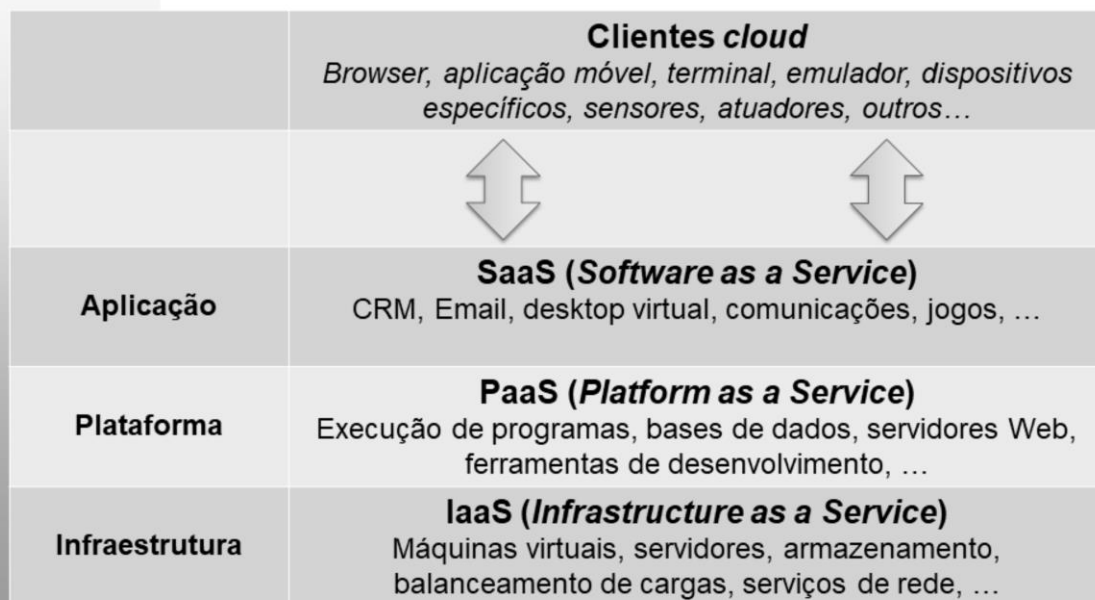 Clientes cloud
Browser, aplicação móvel, terminal, emulador, dispositivos
específicos, sensores, atuadores, outros…
Aplicação
SaaS (Software as a Service)
CRM, Email, desktop virtual, comunicações, jogos, …
Plataforma
PaaS (Platform as a Service)
Execução de programas, bases de dados, servidores Web,
ferramentas de desenvolvimento, …
Infraestrutura
IaaS (Infrastructure as a Service)
Máquinas virtuais, servidores, armazenamento,
balanceamento de cargas, serviços de rede, …